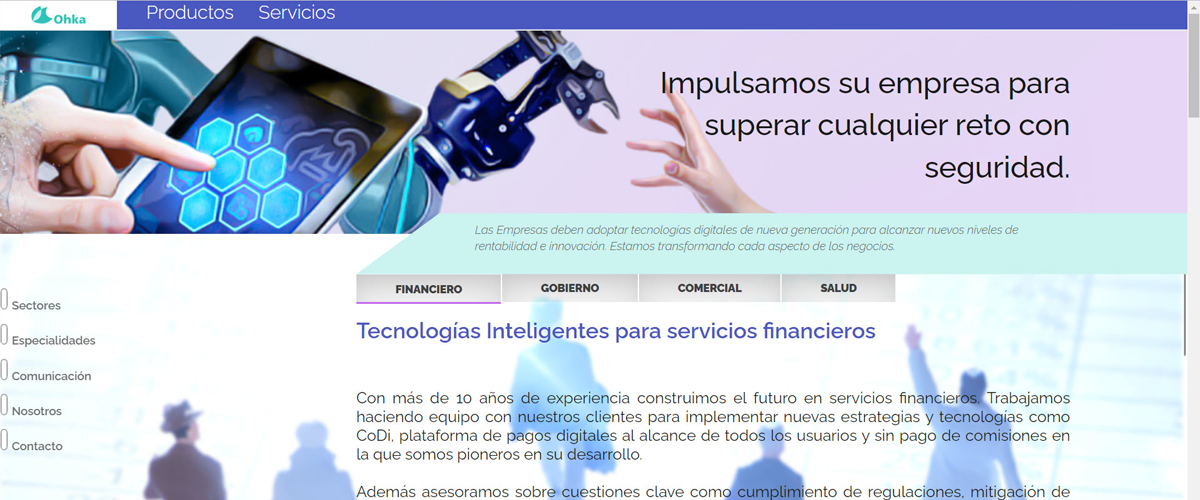 Ohka
Productos Servicios
Impulsamos su empresa para
superar cualquier reto con
seguridad.
Las Empresas deben adoptar tecnologías digitales de nueva generación para alcanzar nuevos niveles de
rentabilidad e innovación. Estamos transformando cada aspecto de los negocios.
FINANCIERO GOBIERNO COMERCIAL SALUD
Sectores
Especialidades
Comunicación
Nosotros
Contacto
Tecnologías Inteligentes para servicios financieros
Con más de 10 años de experiencia construimos el futuro en servicios financieros. Trabajamos
haciendo equipo con nuestros clientes para implementar nuevas estrategias y tecnologías como
CoDi, plataforma de pagos digitales al alcance de todos los usuarios y sin pago de comisiones en
la que somos pioneros en su desarrollo.
Además asesoramos sobre cuestiones clave como cumplimiento de regulaciones, mitigación de